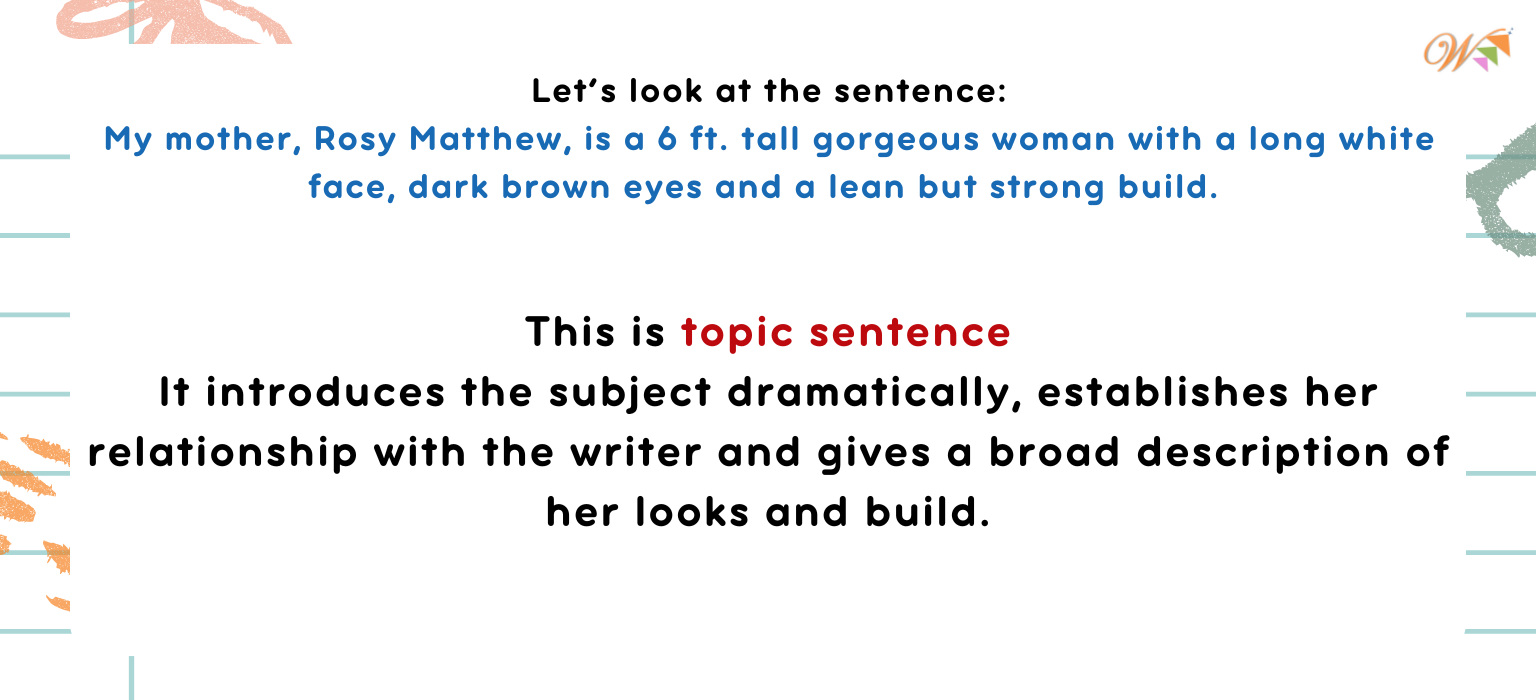 W
Let's look at the sentence:
My mother, Rosy Matthew, is a 6 ft. tall gorgeous woman with a long white
face, dark brown eyes and a lean but strong build.
This is topic sentence
It introduces the subject dramatically, establishes her
relationship with the writer and gives a broad description of
her looks and build.